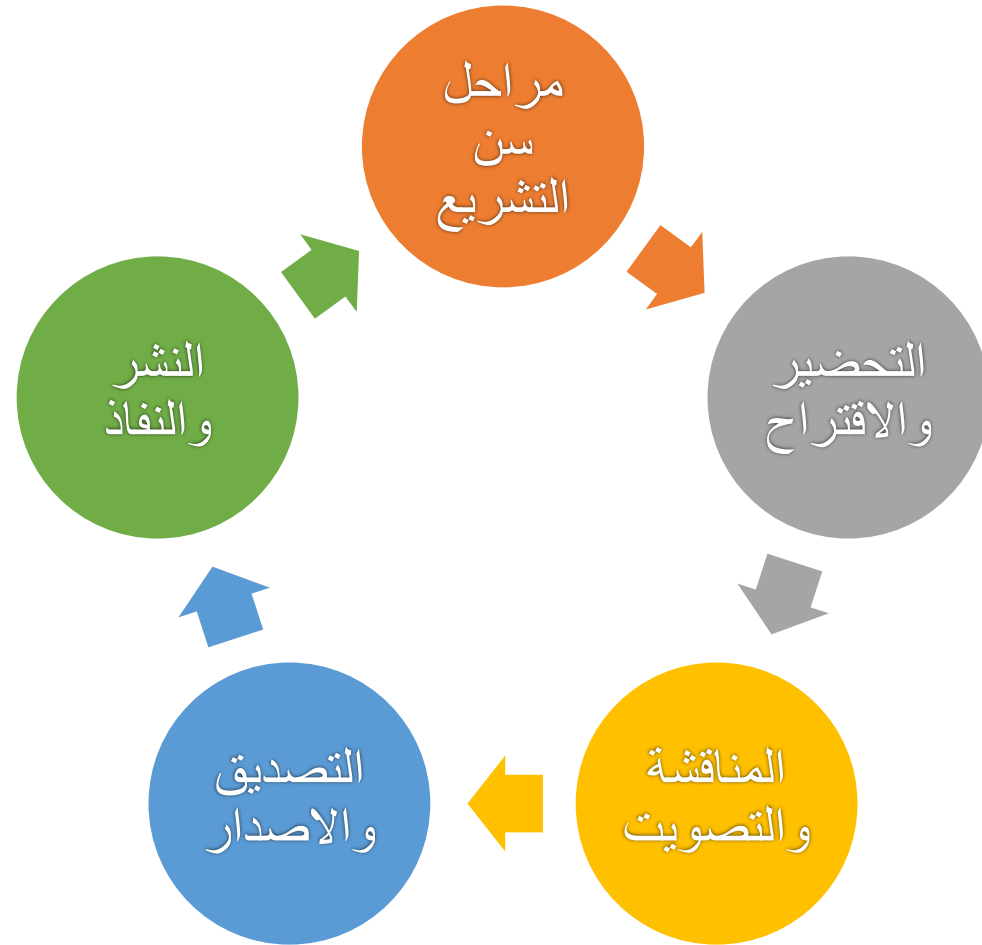 مراحل
سن
التشريع
التحضير
والاقتراح
المناقشة
والتصويت
التصديق
والاصدار
النشر
والنفاذ